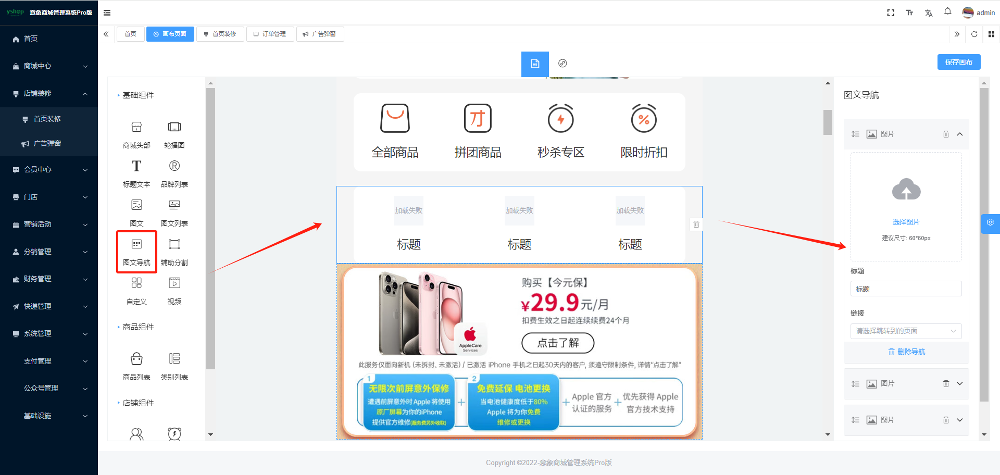 yshop 意象商城管理系统Pro版
admin
首页
商城中心
店铺装修
首页装修
广告弹窗
会员中心
门店
营销活动
分销管理
财务管理
快递管理
系统管理
支付管理
公众号管理
基础设施
首页 画布页面 首页装修 订单管理 广告弹窗
H5
保存画布
基础组件
商城头部 轮播图
标题文本 品牌列表
图文 图文列表
图文导航 辅助分割
自定义 视频
商品组件
商品列表 类别列表
店铺组件
全部商品 拼团商品 秒杀专区 限时折扣
加载失败 加载失败 加载失败
标题 标题 标题
购买【今元保】
¥29.9元/月
扣费生效之日起连续续费24个月
点击了解
AppleCare
Services
此服务仅面向新机 (未拆封、未激活) / 已激活 iPhone 手机之日起30天内的客户, 须遵守限制条件, 详情"点击了解"
1
无限次前屏意外保修
遭遇前屏意外时 Apple 将使用
原厂屏幕为你的iPhone
提供官方维修(服务费另外收取)
+
2
免费延保 电池更换
当电池健康度低于80%
Apple 将为你免费
维修或更换
+
Apple 官方
认证的服务
+
优先获得 Apple
官方技术支持
图文导航
图片
选择图片
建议尺寸: 60*60px
标题
标题
链接
请选择跳转到的页面
删除导航
图片
图片
Copyright ©2022-意象商城管理系统Pro版